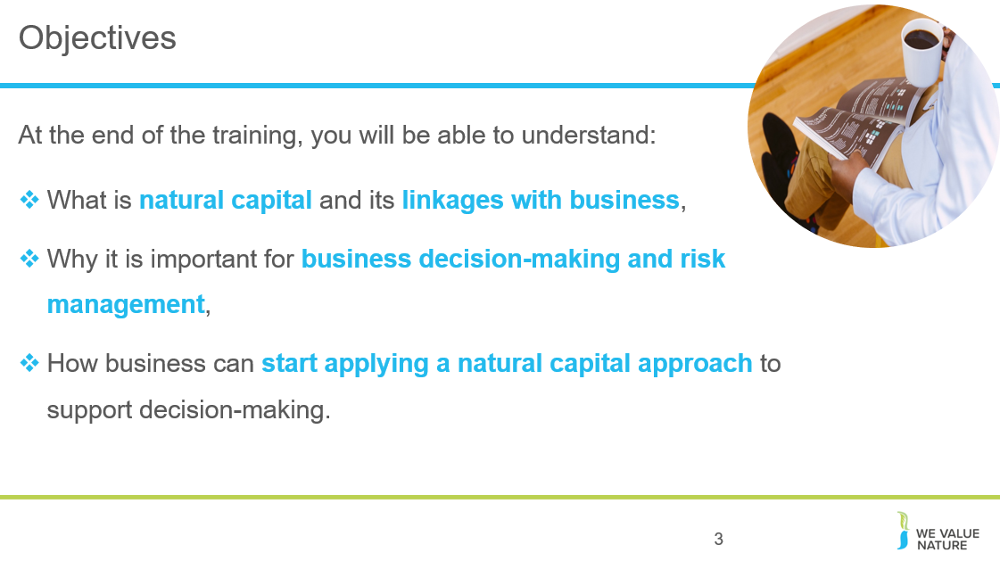 Objectives
At the end of the training, you will be able to understand:
❖ What is natural capital and its linkages with business,
❖ Why it is important for business decision-making and risk
management,
❖ How business can start applying a natural capital approach to
support decision-making.
3
WE VALUE
NATURE